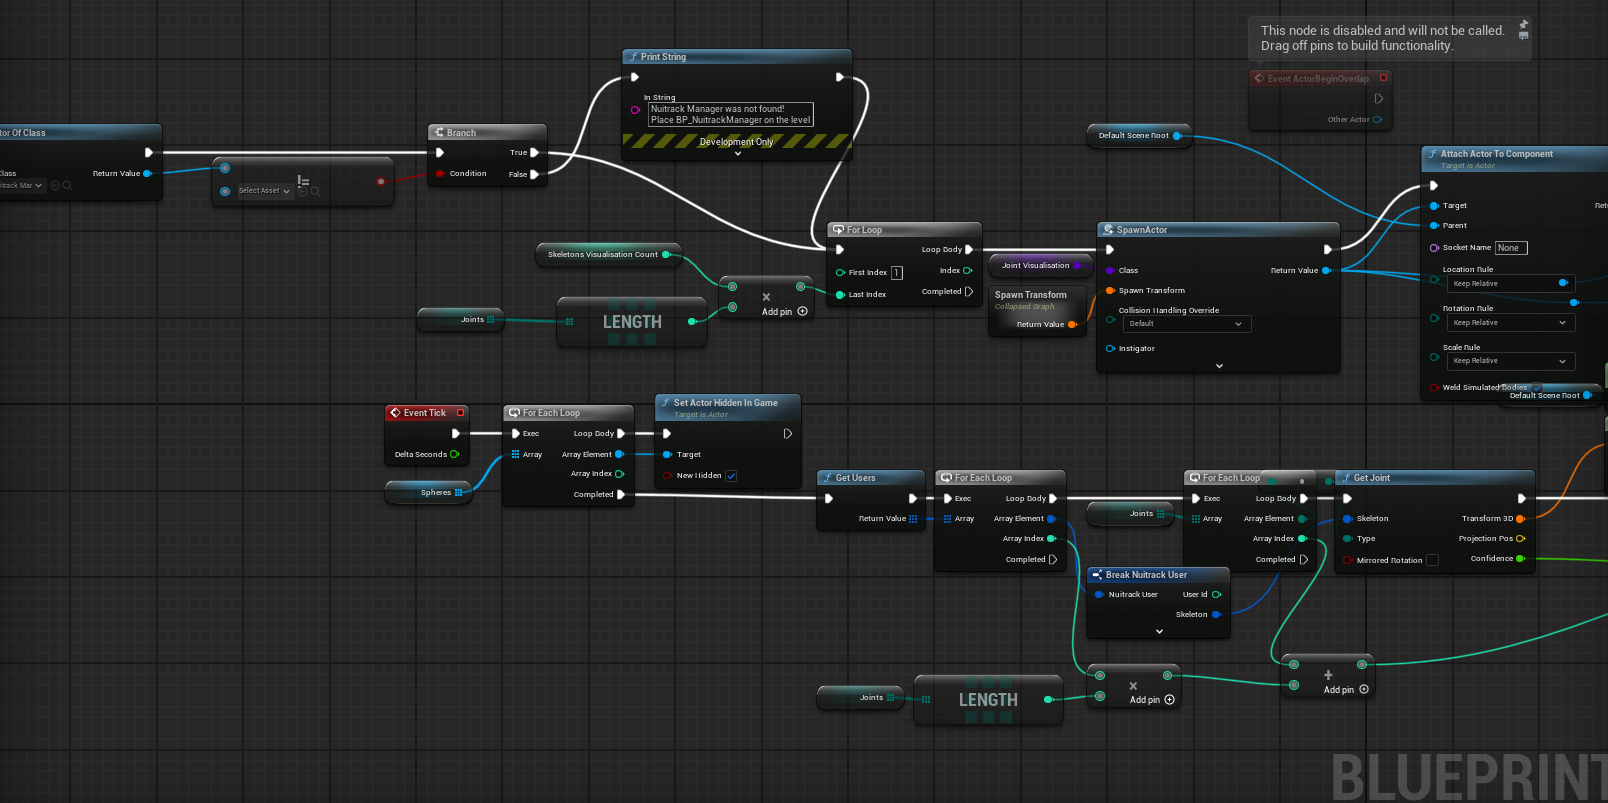 This node is disabled and will not be called.
Drag off pins to build functionality.
Event ActorBeginOverlap
Other Actor
Print String
In String
Nuitrack Manager was not found!
Place BP_NuitrackManager on the level
Development Only
tor Of Class
Class
Return Value
itrack Mar
!=
Select Asset
Branch
True
Condition
False
Default Scene Root
Attach Actor To Component
Target is Actor
Target
Parent
Socket Name
None
Location Rule
Keep Relative
Rotation Rule
Keep Relative
Scale Rule
Keep Relative
Weld Simulated Bodies
Default Scene Root
Skeletons Visualisation Count
Joints
LENGTH
x
Add pin
For Loop
Loop Body
First Index
1
Index
Last Index
Completed
Joint Visualisation
Spawn Transform
Collapsed Graph
Return Value
SpawnActor
Class
Return Value
Spawn Transform
Collision Handling Override
Default
Instigator
Event Tick
Delta Seconds
Spheres
For Each Loop
Exec
Loop Body
Array
Array Element
Array Index
Completed
Set Actor Hidden In Game
Target is Actor
Target
New Hidden
Get Users
Return Value
For Each Loop
Exec
Loop Body
Array
Array Element
Array Index
Completed
Joints
For Each Loop
Exec
Loop Body
Array
Array Element
Array Index
Completed
Get Joint
Skeleton
Transform 3D
Type
Projection Pos
Mirrored Rotation
Confidence
Break Nuitrack User
Nuitrack User
User Id
Skeleton
Joints
LENGTH
x
Add pin
+
Add pin
BLUEPRINT